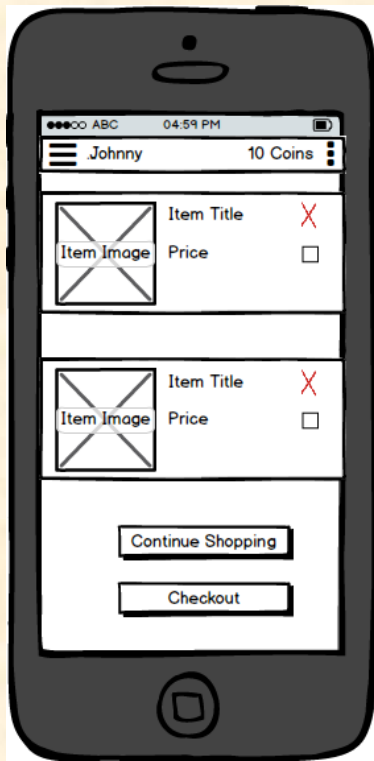 ABC 04:59 PM
.Johnny 10 Coins
Item Title
Item Image Price
Item Title
Item Image Price
Continue Shopping
Checkout